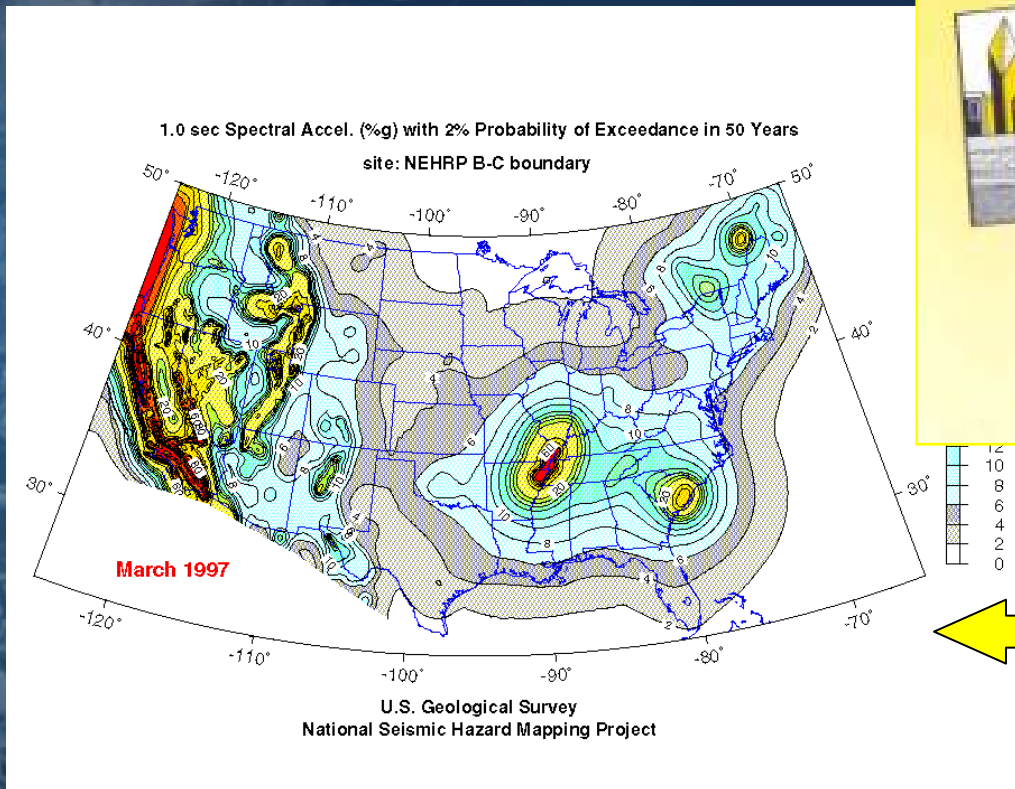 1.0 sec Spectral Accel. (%g) with 2% Probability of Exceedance in 50 Years
site: NEHRP B-C boundary
50° -120° -110° -100° -90° -80° -70° 50°
40° 40°
30° 30°
-120° -110° -100° -90° -80° -70°
March 1997
12
10
8
6
4
2
0
U.S. Geological Survey
National Seismic Hazard Mapping Project